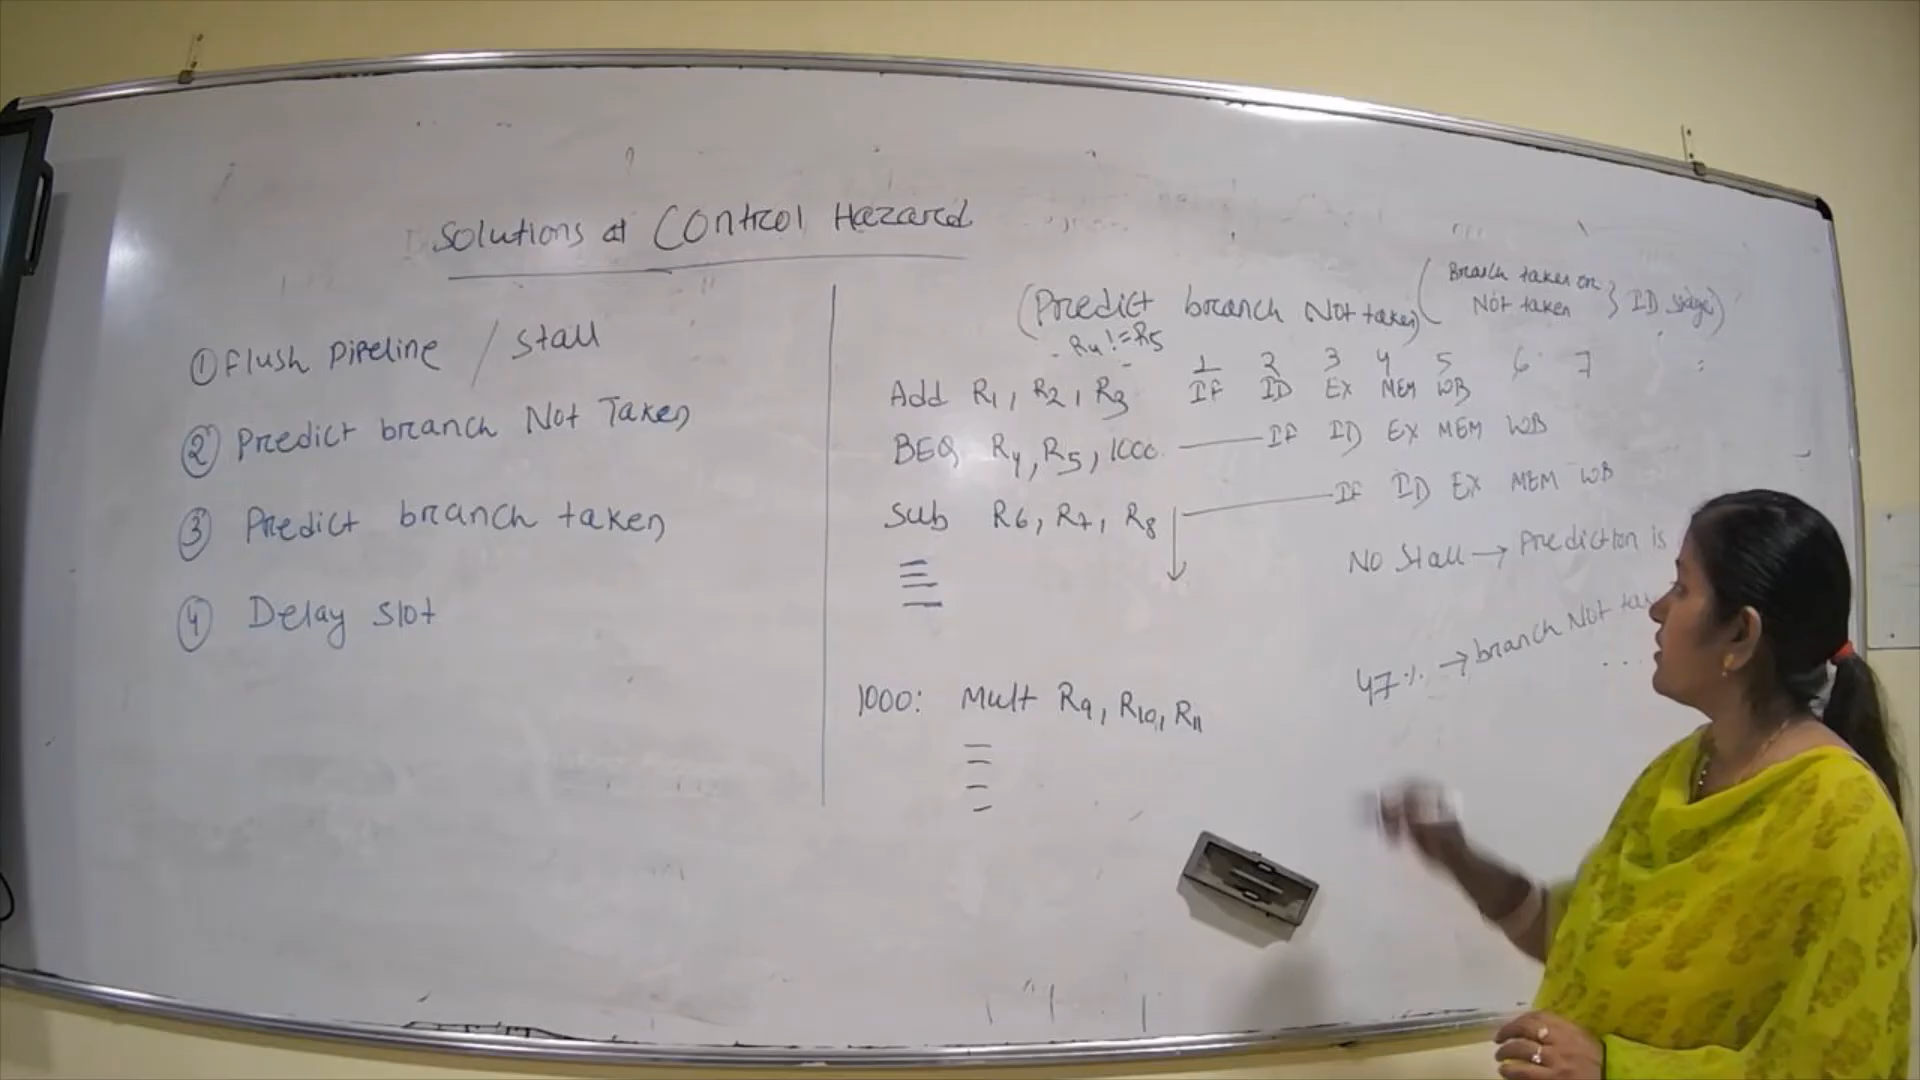 Solutions of Control Hazard
① Flush Pipeline / Stall
② Predict branch Not Taken
③ Predict branch taken
④ Delay slot
(Predict branch Not taken) (Branch taken or Not taken } ID stage)
R4 != R5
1 2 3 4 5 6 7
Add R1, R2, R3 IF ID EX MEM WB
BEQ R4, R5, 1000 IF ID EX MEM WB
Sub R6, R7, R8 IF ID EX MEM WB
NO Stall → Prediction is
47% → branch Not
1000: Mult R9, R10, R11